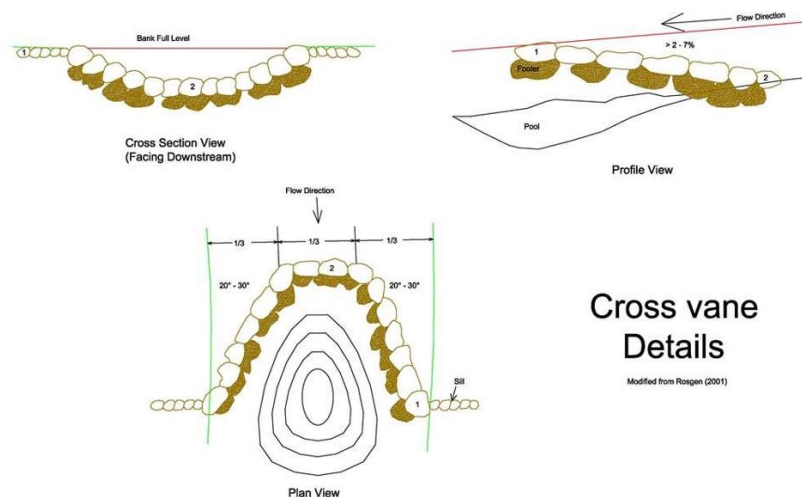 Bank Full Level
1
2
Cross Section View
(Facing Downstream)
Flow Direction
> 2 - 7%
1
Footer
2
Pool
Profile View
Flow Direction
1/3
1/3
1/3
2
20° - 30°
20° - 30°
Sill
1
Plan View
Cross vane
Details
Modified from Rosgen (2001)